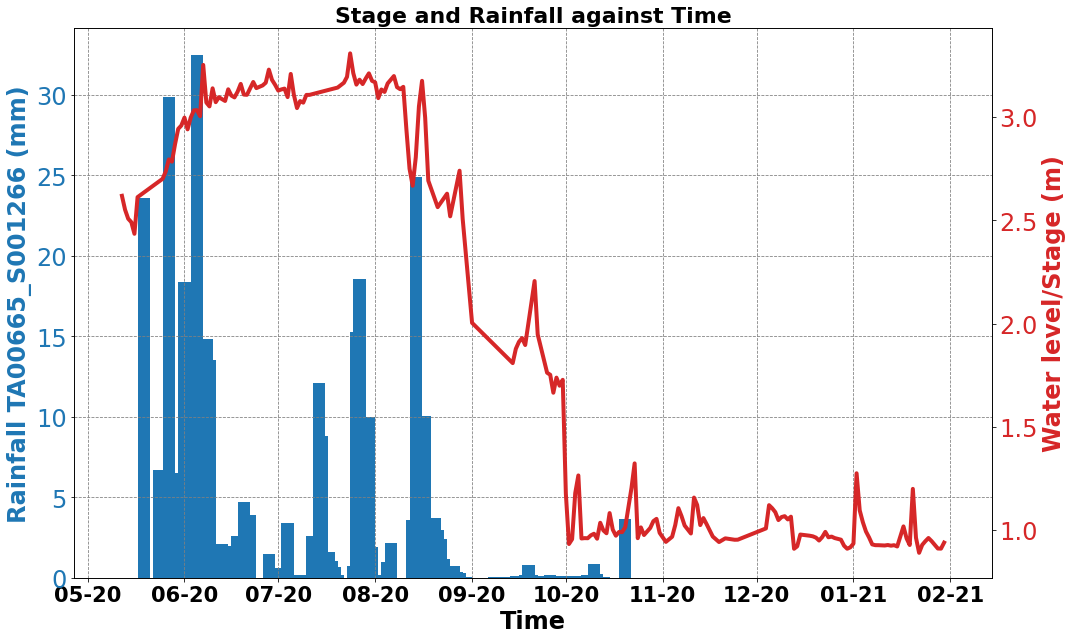 Stage and Rainfall against Time
Rainfall TA00665_S001266 (mm)
30
25
20
15
10
5
0
3.0
2.5
2.0
1.5
1.0
Water level/Stage (m)
05-20 06-20 07-20 08-20 09-20 10-20 11-20 12-20 01-21 02-21
Time